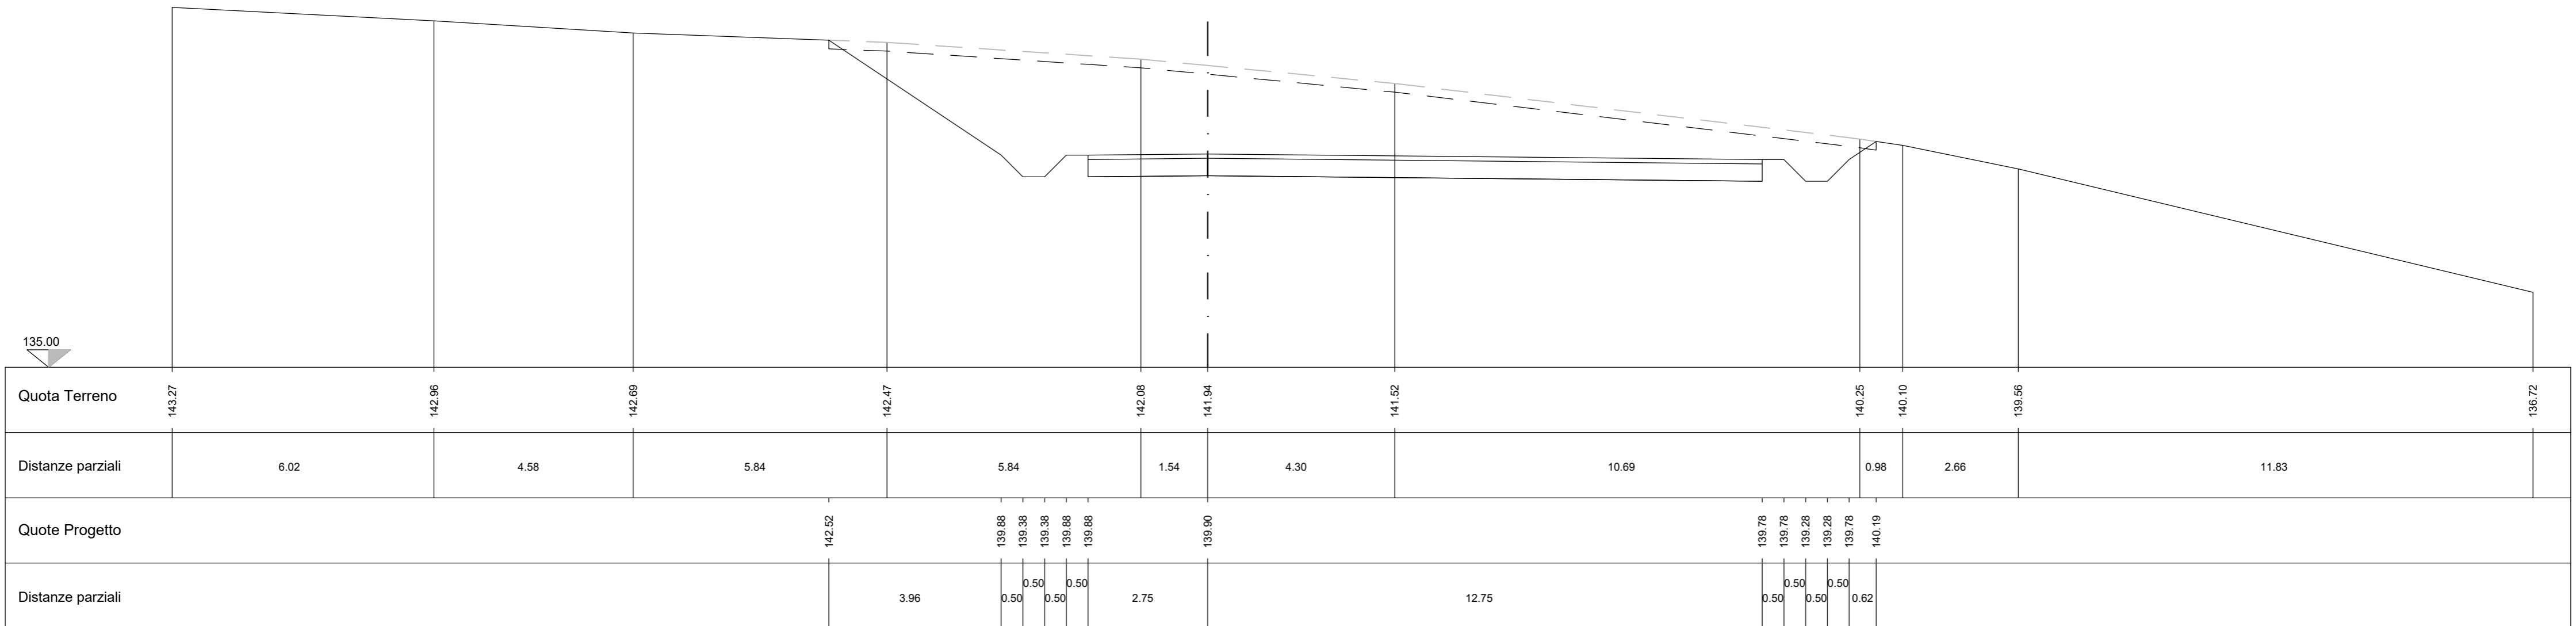 135.00
Quota Terreno
143.27 142.96 142.69 142.47 142.08 141.94 141.52 140.25 140.10 139.56 136.72
Distanze parziali
6.02 4.58 5.84 5.84 1.54 4.30 10.69 0.98 2.66 11.83
Quote Progetto
142.52 139.88 139.38 139.38 139.88 139.88 139.90 139.78 139.78 139.28 139.28 139.78 140.19
Distanze parziali
3.96 0.50 0.50 0.50 0.50 2.75 12.75 0.50 0.50 0.50 0.50 0.62